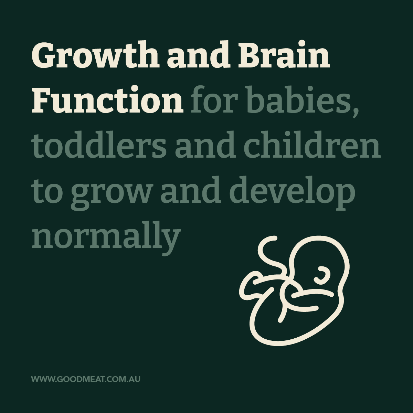 Growth and Brain
Function for babies,
toddlers and children
to grow and develop
normally
WWW.GOODMEAT.COM.AU